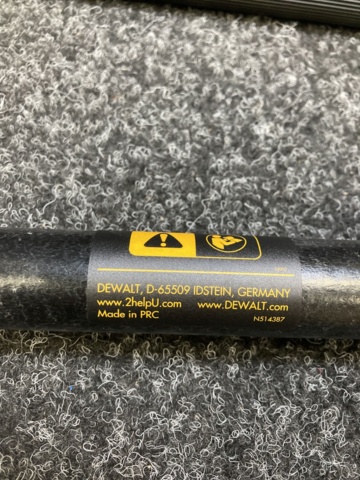 DEWALT, D-65509 IDSTEIN, GERMANY
www.2helpU.com www.DEWALT.com
Made in PRC N514387